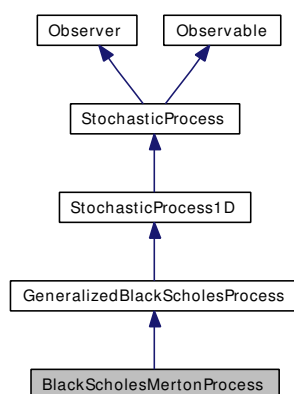 Observer
Observable
StochasticProcess
StochasticProcess1D
GeneralizedBlackScholesProcess
BlackScholesMertonProcess